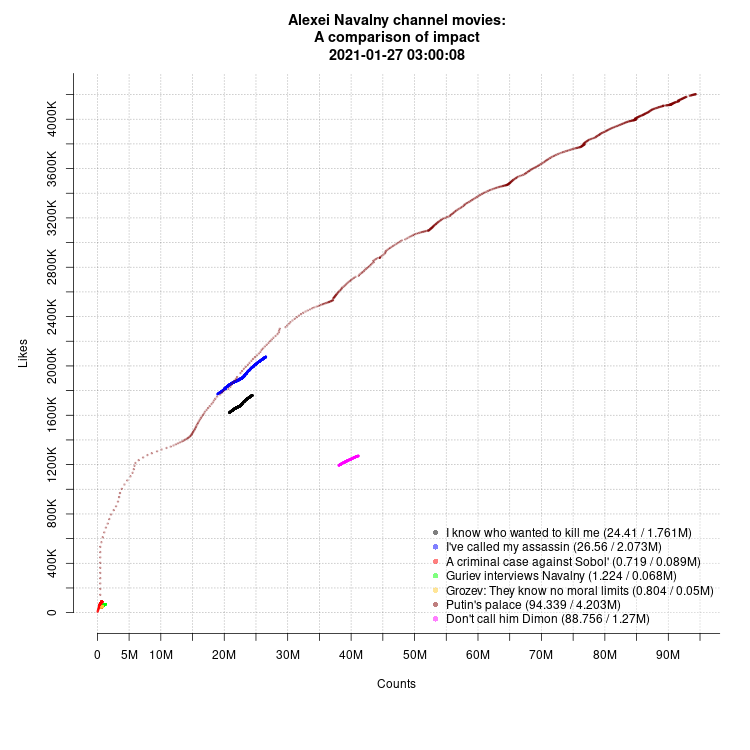 Alexei Navalny channel movies:
A comparison of impact
2021-01-27 03:00:08
Likes
4000K
3600K
3200K
2800K
2400K
2000K
1600K
1200K
800K
400K
0
I know who wanted to kill me (24.41 / 1.761M)
I've called my assassin (26.56 / 2.073M)
A criminal case against Sobol' (0.719 / 0.089M)
Guriev interviews Navalny (1.224 / 0.068M)
Grozev: They know no moral limits (0.804 / 0.05M)
Putin's palace (94.339 / 4.203M)
Don't call him Dimon (88.756 / 1.27M)
0 5M 10M 20M 30M 40M 50M 60M 70M 80M 90M
Counts